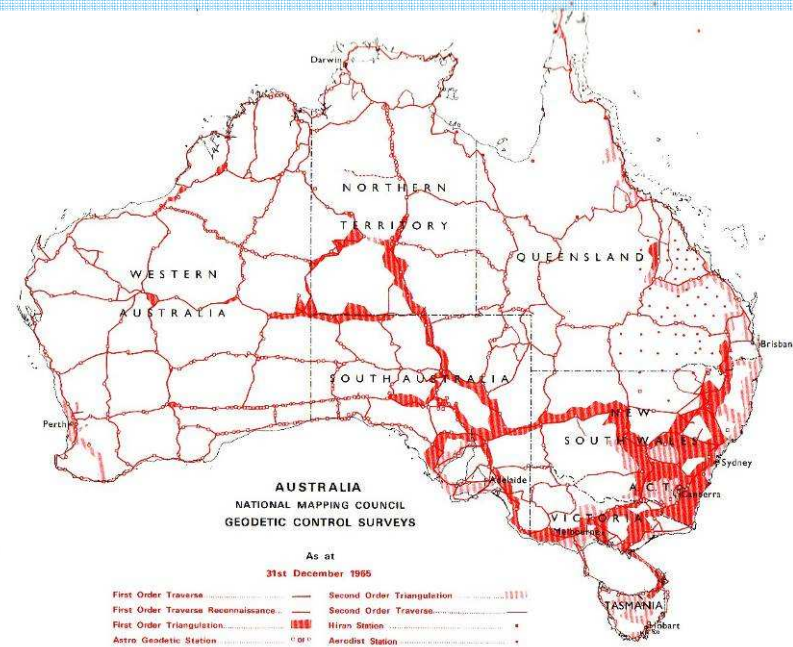 Darwin
NORTHERN
TERRITORY
QUEENSLAND
WESTERN
AUSTRALIA
Brisban
SOUTH AUSTRALIA
NEW
SOUTH WALES
Perth
Sydney
Adelaide
A.C.T.
Canberra
VICTORIA
Melbourne
TASMANIA
Hobart
AUSTRALIA
NATIONAL MAPPING COUNCIL
GEODETIC CONTROL SURVEYS
As at
31st December 1965
First Order Traverse
First Order Traverse Reconnaissance
First Order Triangulation
Astro Geodetic Station or
Second Order Triangulation
Second Order Traverse
Hiran Station
Aerodist Station